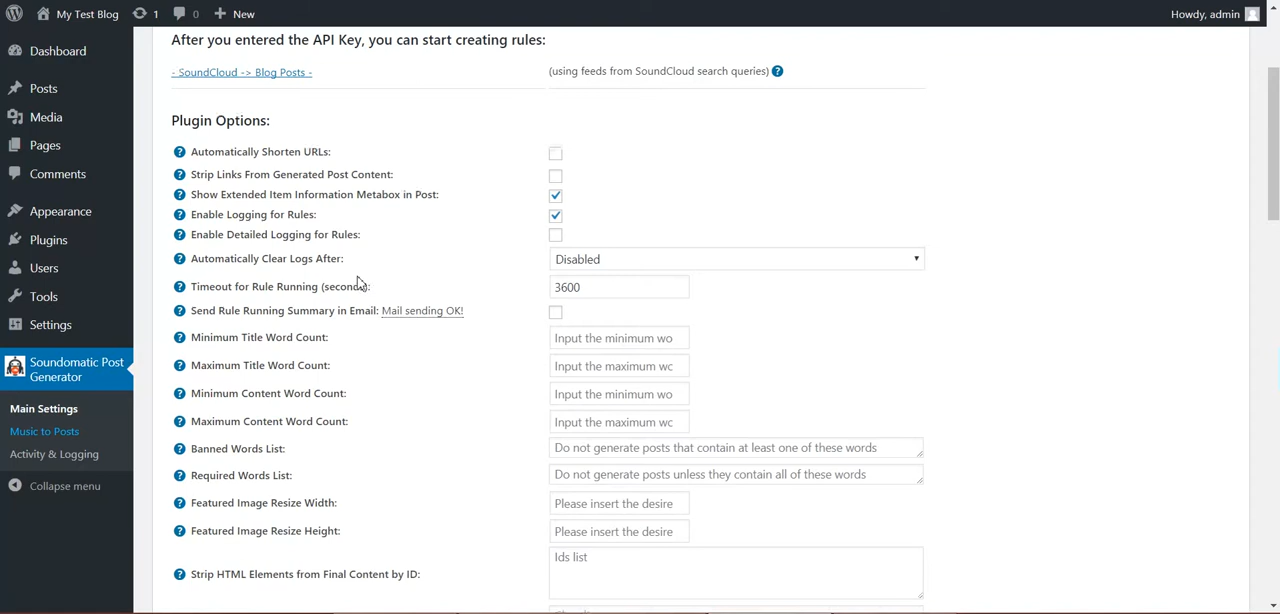 My Test Blog 1 0 New Howdy, admin
Dashboard
Posts
Media
Pages
Comments
Appearance
Plugins
Users
Tools
Settings
Soundomatic Post
Generator
Main Settings
Music to Posts
Activity & Logging
Collapse menu
After you entered the API Key, you can start creating rules:
- SoundCloud -> Blog Posts - (using feeds from SoundCloud search queries) ?
Plugin Options:
? Automatically Shorten URLs:
? Strip Links From Generated Post Content:
? Show Extended Item Information Metabox in Post:
? Enable Logging for Rules:
? Enable Detailed Logging for Rules:
? Automatically Clear Logs After: Disabled
? Timeout for Rule Running (seconds): 3600
? Send Rule Running Summary in Email: Mail sending OK!
? Minimum Title Word Count: Input the minimum wo
? Maximum Title Word Count: Input the maximum wc
? Minimum Content Word Count: Input the minimum wo
? Maximum Content Word Count: Input the maximum wc
? Banned Words List: Do not generate posts that contain at least one of these words
? Required Words List: Do not generate posts unless they contain all of these words
? Featured Image Resize Width: Please insert the desire
? Featured Image Resize Height: Please insert the desire
Ids list
? Strip HTML Elements from Final Content by ID: